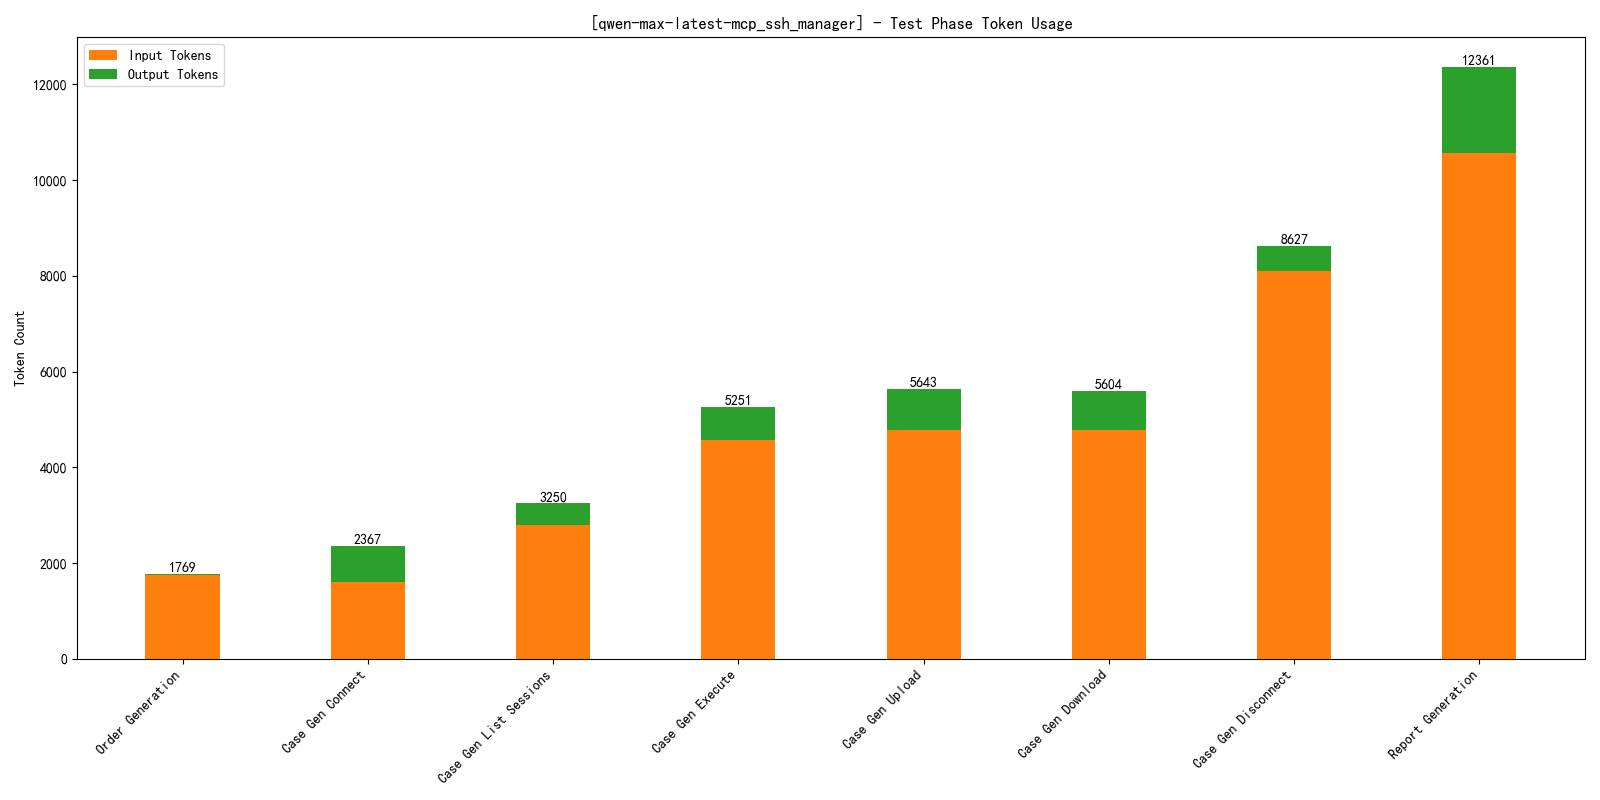 [qwen-max-latest-mcp_ssh_manager] - Test Phase Token Usage
Input Tokens
Output Tokens
Token Count
12000
10000
8000
6000
4000
2000
0
1769
2367
3250
5251
5643
5604
8627
12361
Order Generation
Case Gen Connect
Case Gen List Sessions
Case Gen Execute
Case Gen Upload
Case Gen Download
Case Gen Disconnect
Report Generation